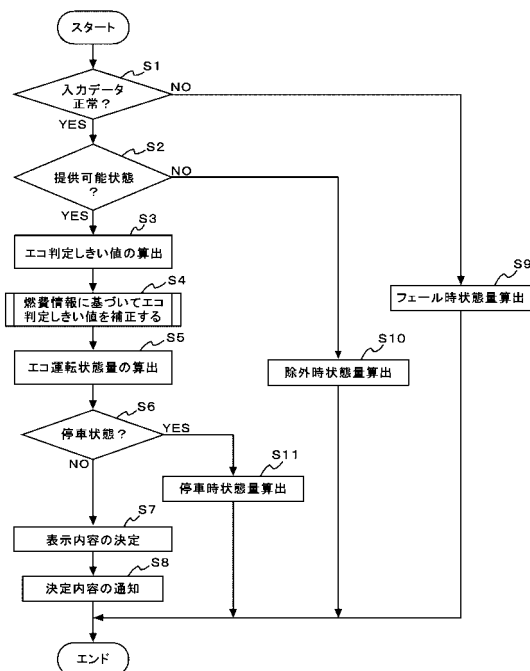 スタート
S1
入力データ
正常?
NO
YES
S2
提供可能状態
?
NO
YES
S3
エコ判定しきい値の算出
S4
燃費情報に基づいてエコ
判定しきい値を補正する
S9
フェール時状態量算出
S5
エコ運転状態量の算出
S10
除外時状態量算出
S6
停車状態?
YES
NO
S11
停車時状態量算出
S7
表示内容の決定
S8
決定内容の通知
エンド